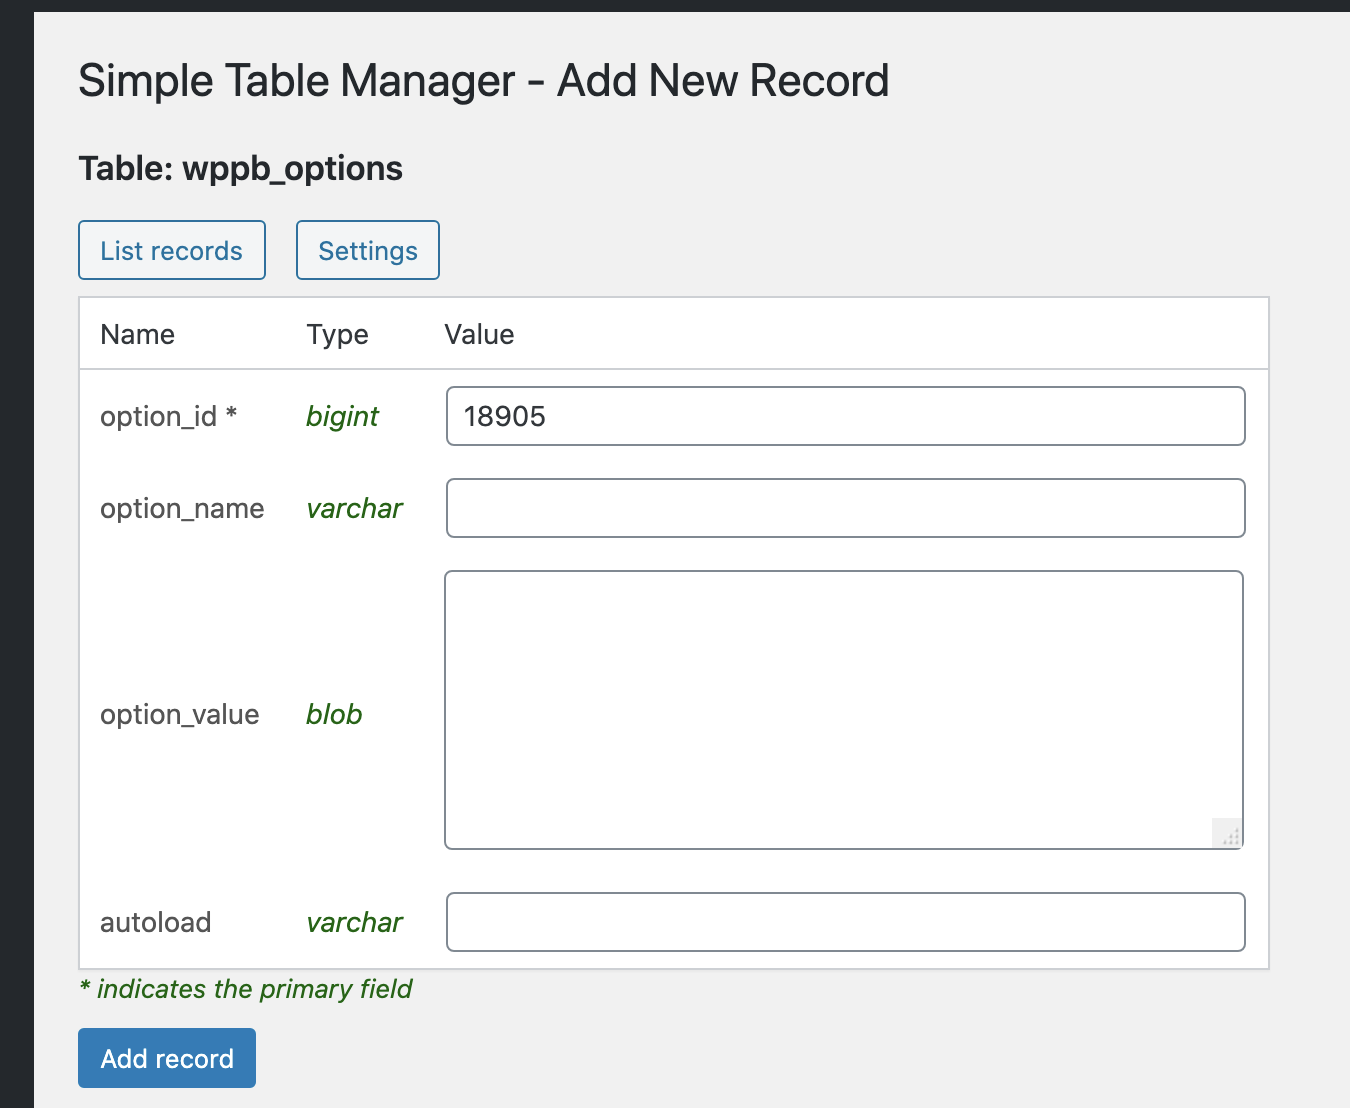 Simple Table Manager - Add New Record
Table: wppb_options
List records Settings
Name Type Value
option_id * bigint 18905
option_name varchar
option_value blob
autoload varchar
* indicates the primary field
Add record